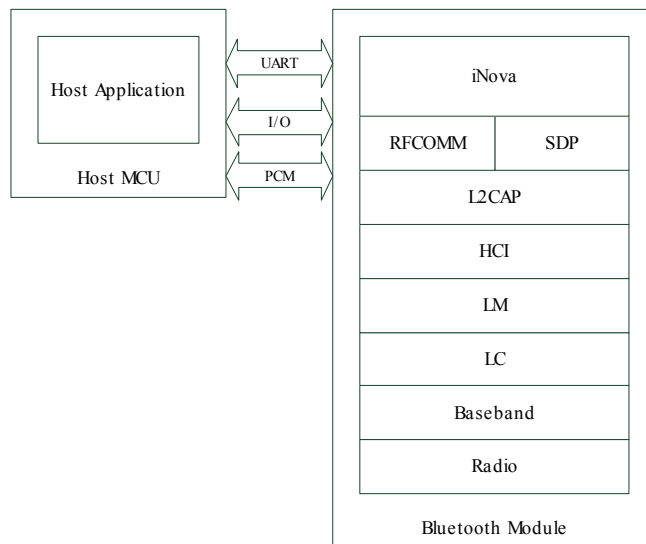 Host Application
Host MCU
UART
I/O
PCM
iNova
RFCOMM
SDP
L2CAP
HCI
LM
LC
Baseband
Radio
Bluetooth Module